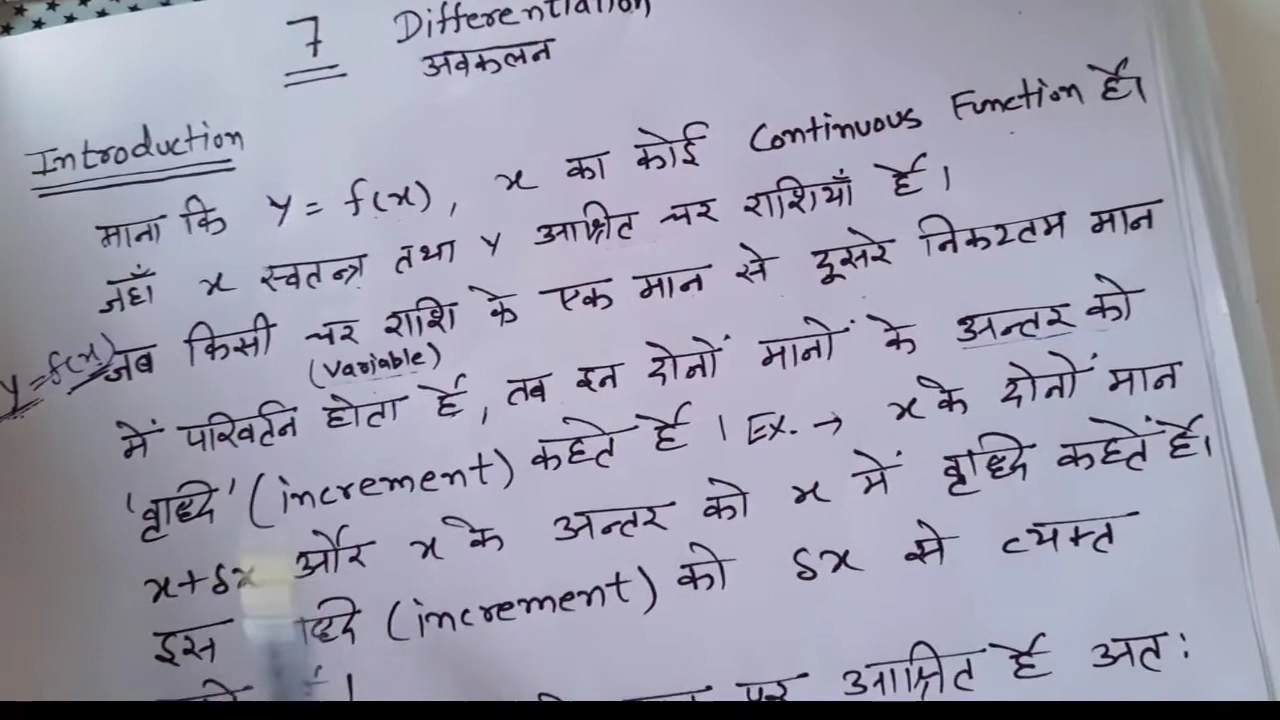 7 Differentiation
अवकलन
Introduction
माना कि y = f(x), x का कोई Continuous Function है।
जहाँ x स्वतन्त्र तथा y आश्रित चर राशियाँ हैं।
y = f(x) जब किसी चर राशि के एक मान से दूसरे निकटतम मान
(Variable)
में परिवर्तन होता है, तब इन दोनों मानों के अन्तर को
'वृद्धि' (increment) कहते हैं। Ex. → x के दोनों मान
x+δx और x के अन्तर को x में वृद्धि कहतें हैं।
इस (increment) को δx से व्यक्त
पर आश्रित है अत: